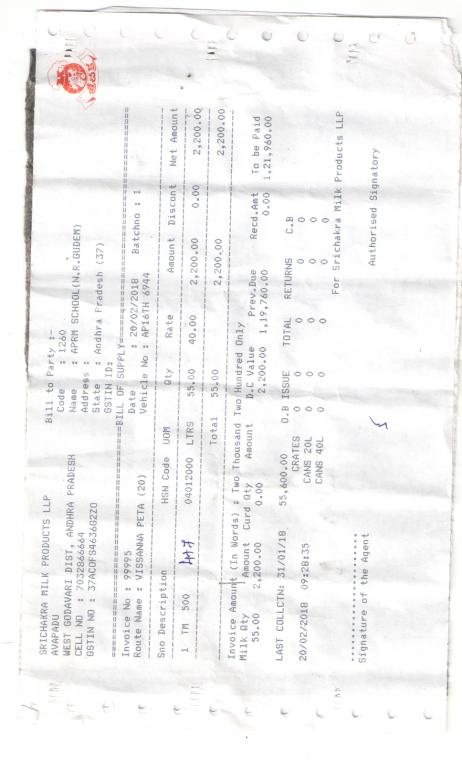 SRICHAKRA MILK PRODUCTS LLP
AVAPADU
WEST GODAVARI DIST, ANDHRA PRADESH
CELL NO : 7032866664
GSTIN NO : 37ACOFS4636G2ZO
Bill to Party :-
Code : 1260
Name : APRM SCHOOL(N.R.GUDEM)
Address :
State : Andhra Pradesh (37)
GSTIN ID:
BILL OF SUPPLY
Invoice No : 99995 Date : 20/02/2018 Batchno : 1
Route Name : VISSANNA PETA (20) Vehicle No : AP16TH 6944
Sno Description HSN Code UOM Qty Rate Amount Discont Net Amount
1 TM 500 04012000 LTRS 55.00 40.00 2,200.00 0.00 2,200.00
Total 55.00 2,200.00 2,200.00
Invoice Amount (In Words) : Two Thousand Two Hundred Only
Milk Qty Amount Curd Qty Amount D.C Value Prev.Due Recd.Amt To be Paid
55.00 2,200.00 0.00 2,200.00 1,19,760.00 0.00 1,21,960.00
LAST COLLCTN: 31/01/18 55,600.00 O.B ISSUE TOTAL RETURNS C.B
CRATES 0 0 0 0 0
20/02/2018 09:28:35 CANS 20L 0 0 0 0 0
CANS 40L 0 0 0 0 0
For Srichakra Milk Products LLP
Signature of the Agent Authorised Signatory